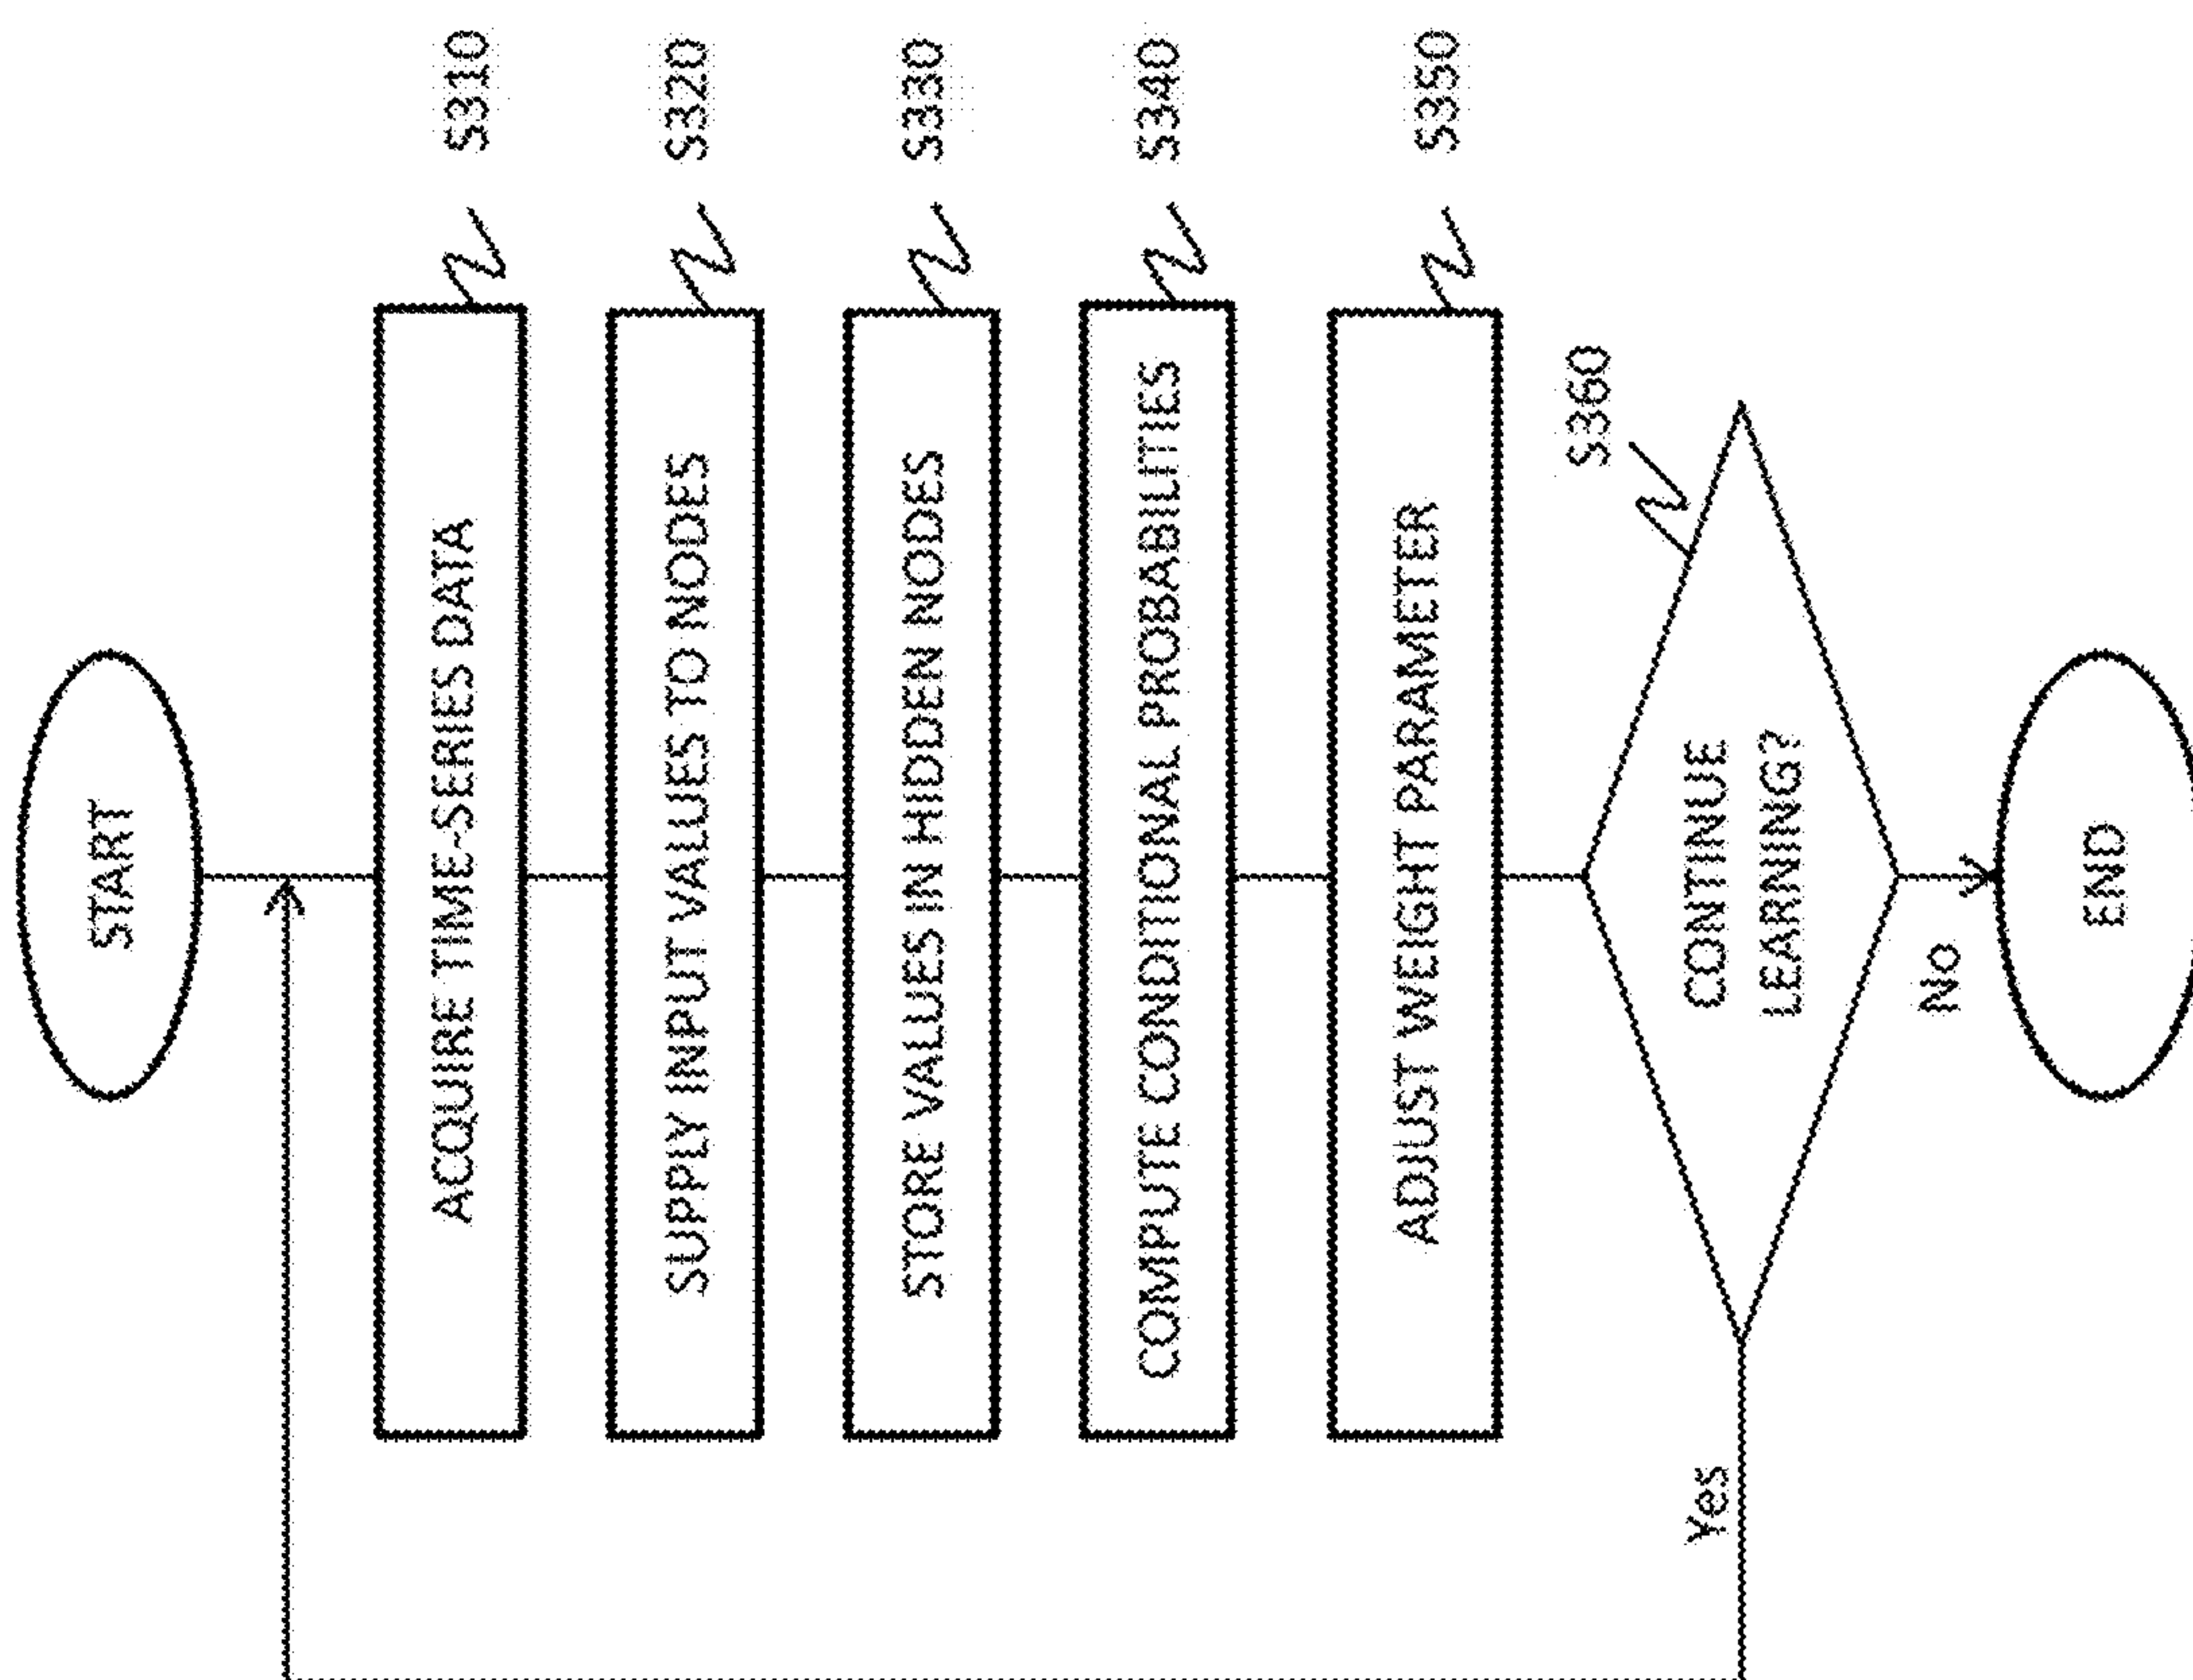 START
ACQUIRE TIME-SERIES DATA
S310
SUPPLY INPUT VALUES TO NODES
S320
STORE VALUES IN HIDDEN NODES
S330
COMPUTE CONDITIONAL PROBABILITIES
S340
ADJUST WEIGHT PARAMETER
S350
S360
CONTINUE
LEARNING?
Yes
No
END